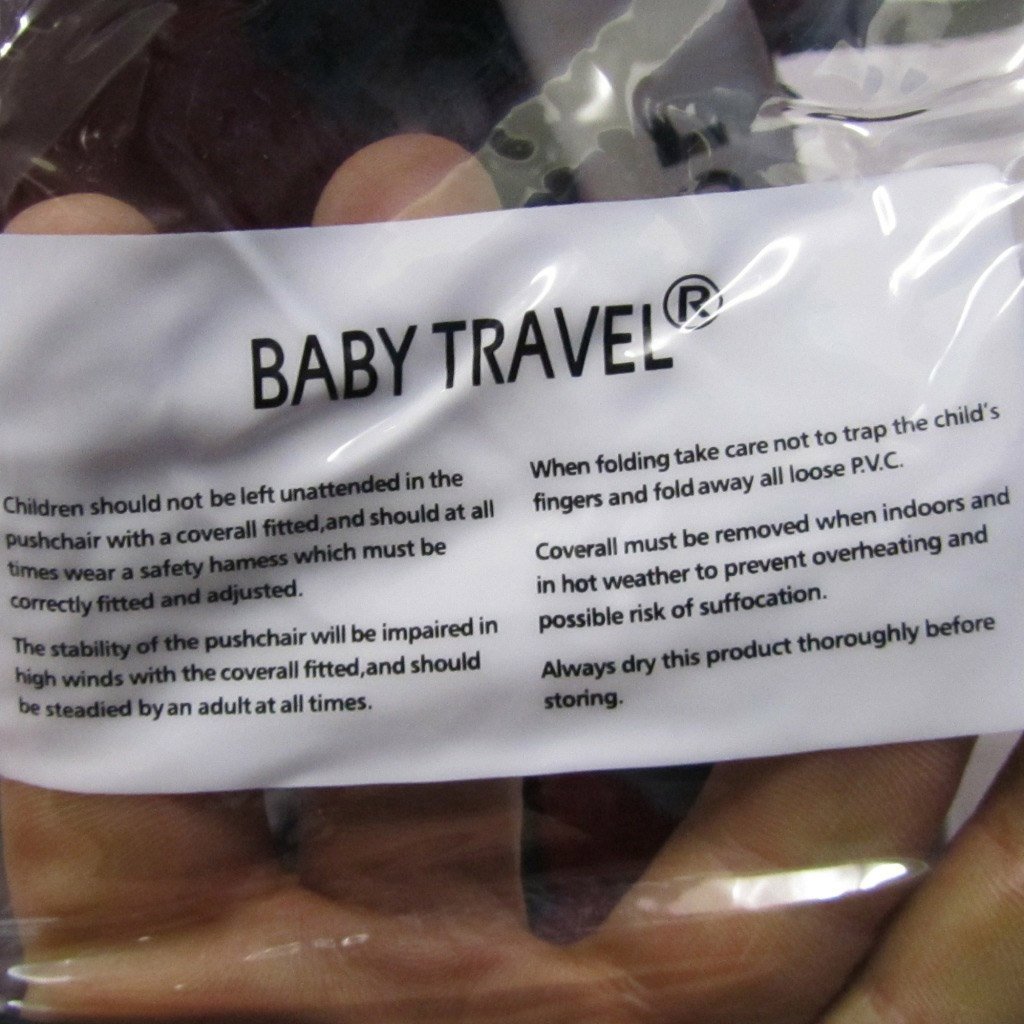 BABY TRAVEL®
Children should not be left unattended in the
pushchair with a coverall fitted,and should at all
times wear a safety harness which must be
correctly fitted and adjusted.
The stability of the pushchair will be impaired in
high winds with the coverall fitted,and should
be steadied by an adult at all times.
When folding take care not to trap the child's
fingers and fold away all loose P.V.C.
Coverall must be removed when indoors and
in hot weather to prevent overheating and
possible risk of suffocation.
Always dry this product thoroughly before
storing.